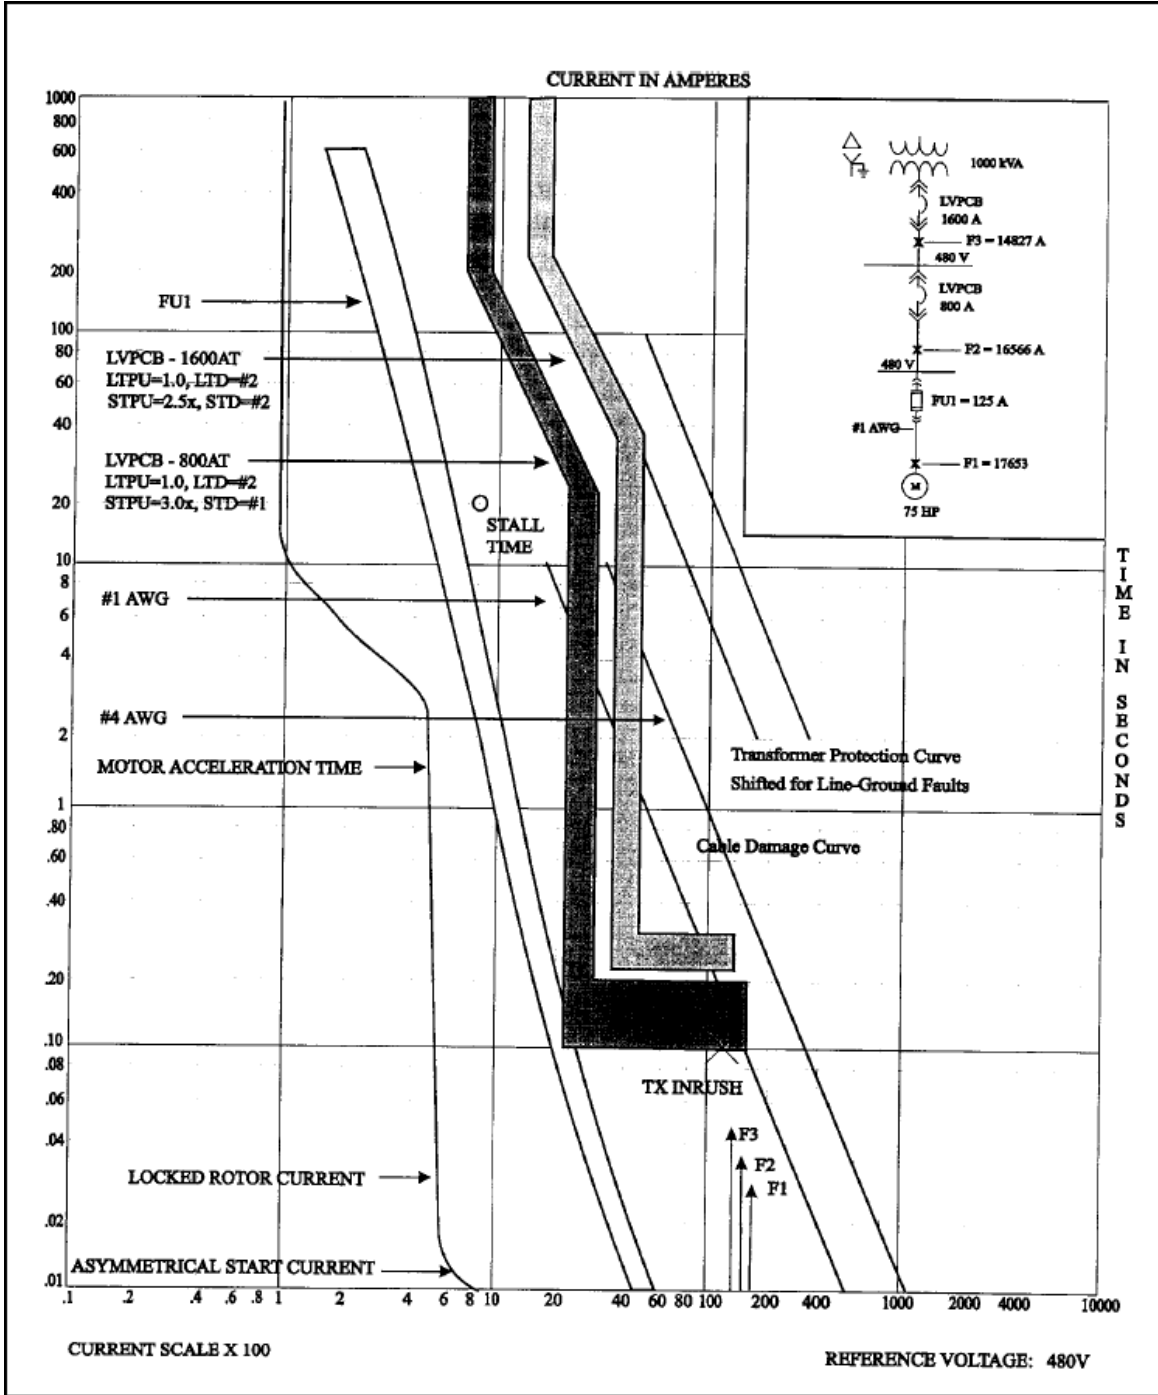 CURRENT IN AMPERES
1000
800
600
400
200
100
80
60
40
20
10
8
6
4
2
1
.80
.60
.40
.20
.10
.08
.06
.04
.02
.01
1000 kVA
LVPCB
1600 A
F3 = 14827 A
480 V
LVPCB
800 A
F2 = 16566 A
480 V
FU1 = 125 A
#1 AWG
F1 = 17653
M
75 HP
FU1
LVPCB - 1600AT
LTPU=1.0, LTD=#2
STPU=2.5x, STD=#2
LVPCB - 800AT
LTPU=1.0, LTD=#2
STPU=3.0x, STD=#1
STALL
TIME
#1 AWG
#4 AWG
MOTOR ACCELERATION TIME
Transformer Protection Curve
Shifted for Line-Ground Faults
Cable Damage Curve
TX INRUSH
F3
F2
F1
LOCKED ROTOR CURRENT
ASYMMETRICAL START CURRENT
TIME IN SECONDS
.1 .2 .4 .6 .8 1 2 4 6 8 10 20 40 60 80 100 200 400 1000 2000 4000 10000
CURRENT SCALE X 100
REFERENCE VOLTAGE: 480V